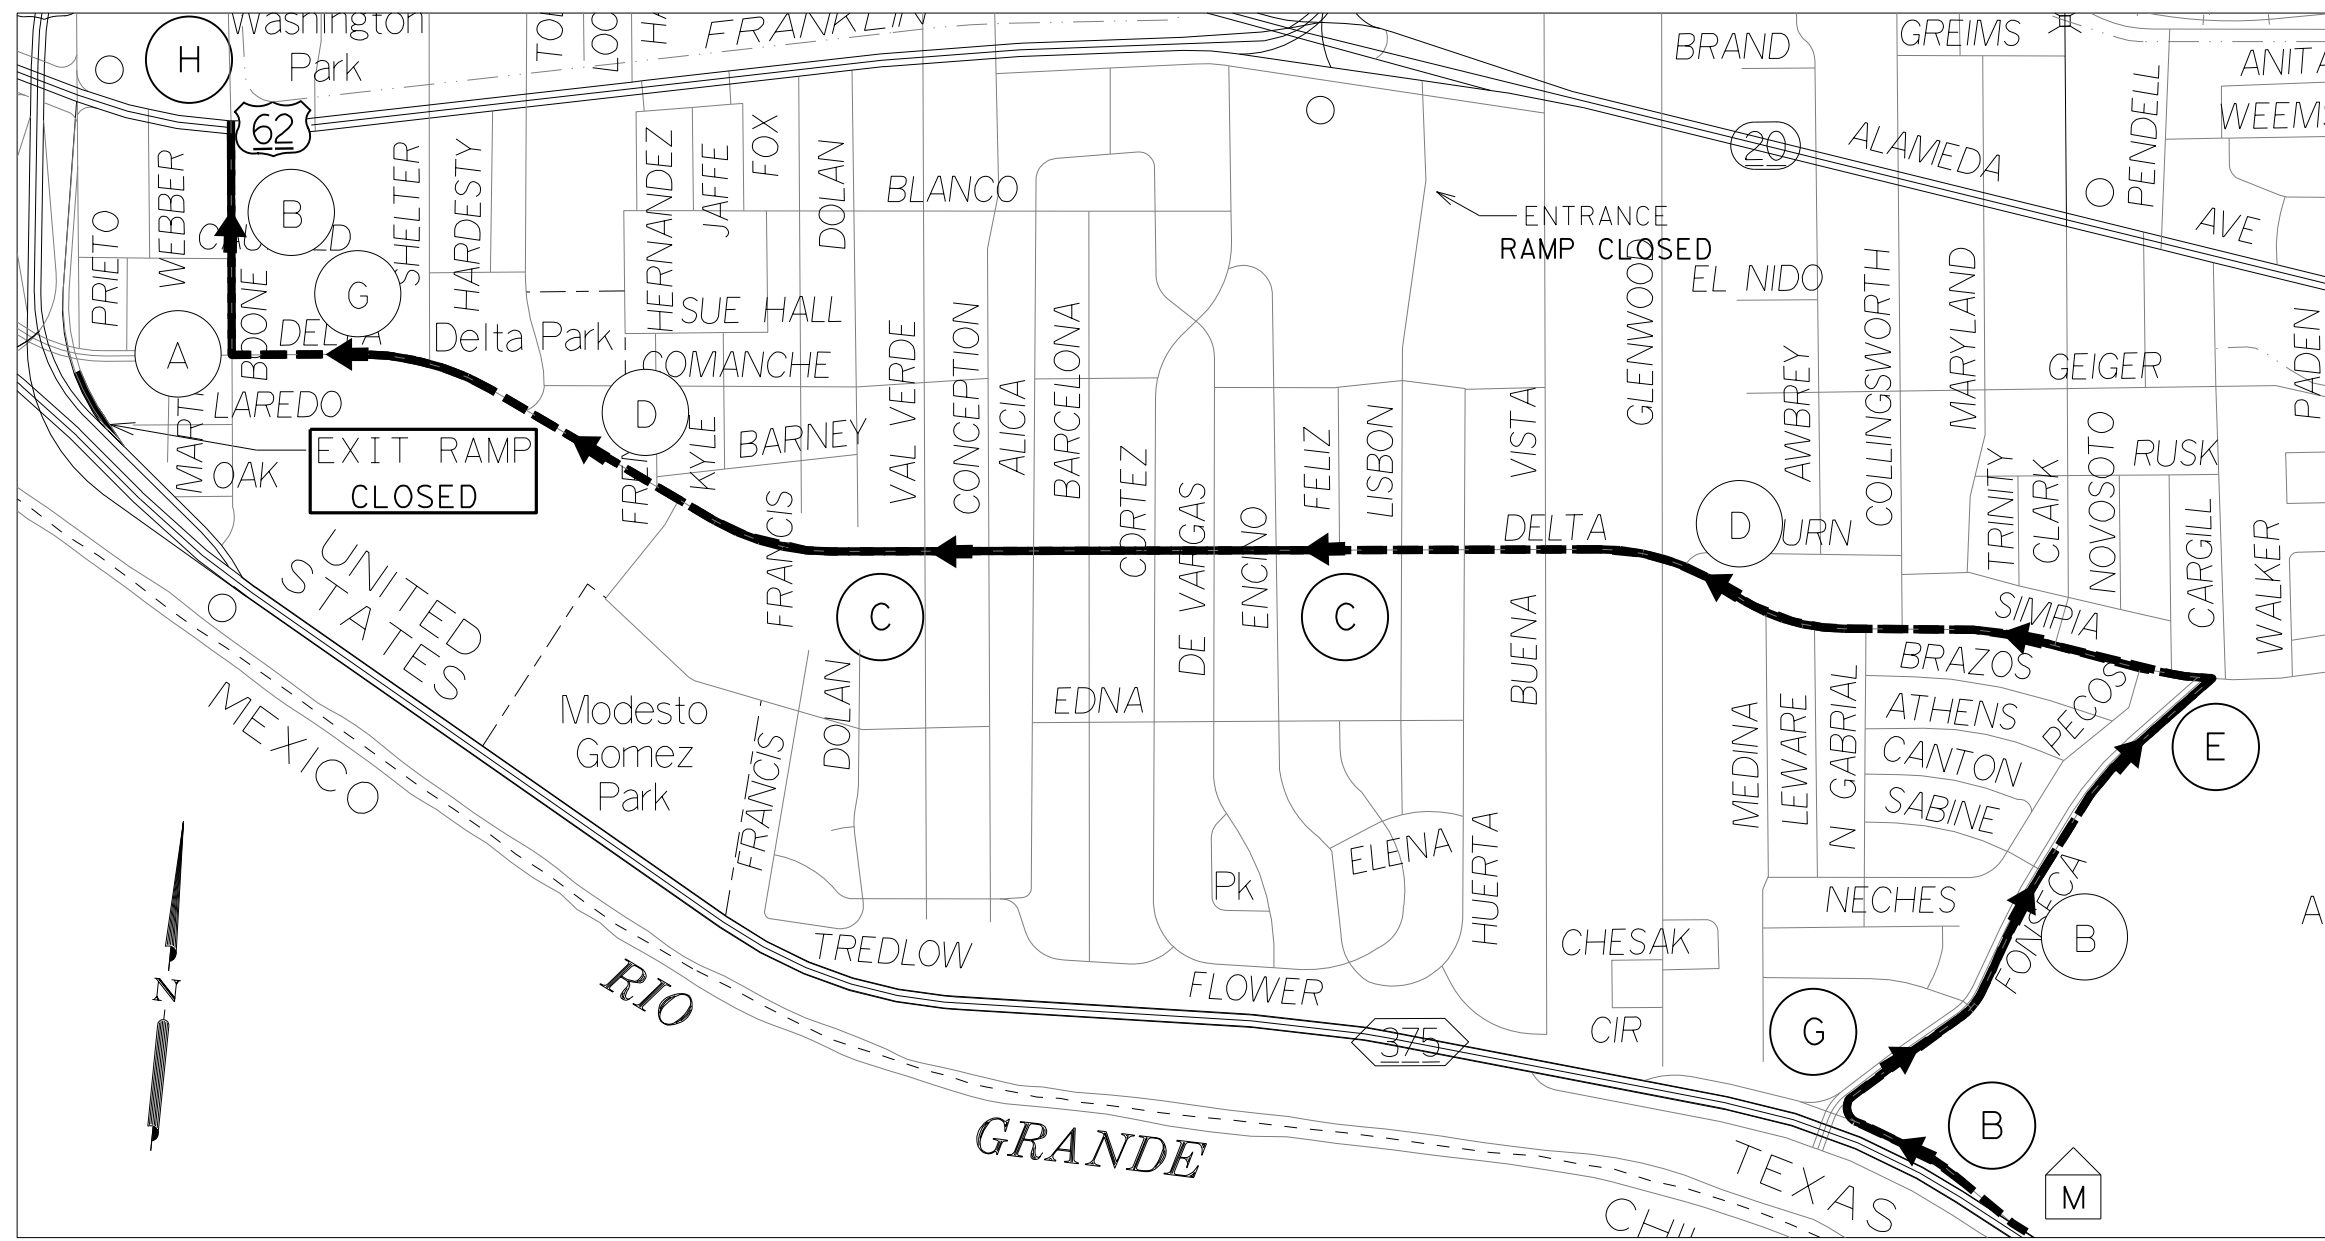 Washington
Park
H
62
FRANKLIN
BRAND
GREIMS
PENDELL
WEBBER
PRIETO
B
SHELTER
HARDESTY
HERNANDEZ
JAFFE
FOX
DOLAN
BLANCO
20
ALAMEDA
AVE
ENTRANCE
RAMP CLOSED
GLENWOOD
EL NIDO
COLLINGSWORTH
MARYLAND
PADEN
G
A
BOONE
DELTA
Delta Park
SUE HALL
COMANCHE
VAL VERDE
CONCEPTION
ALICIA
BARCELONA
GEIGER
AWBREY
LAREDO
D
KYLE
BARNEY
EXIT RAMP
CLOSED
OAK
CORTEZ
DE VARGAS
ENCINO
FELIZ
LISBON
VISTA
BUENA
DELTA
D
TRINITY
CLARK
NOVOSOTO
RUSK
CARGILL
WALKER
FRANCIS
C
C
SIMPIA
UNITED
STATES
MEXICO
BRAZOS
PECOS
ATHENS
CANTON
SABINE
E
Modesto
Gomez
Park
FRANCIS
DOLAN
EDNA
MEDINA
LEWARE
N GABRIAL
ELENA
HUERTA
Pk
NECHES
FONSECA
B
TREDLOW
FLOWER
CHESAK
CIR
G
375
N
RIO
GRANDE
B
TEXAS
M